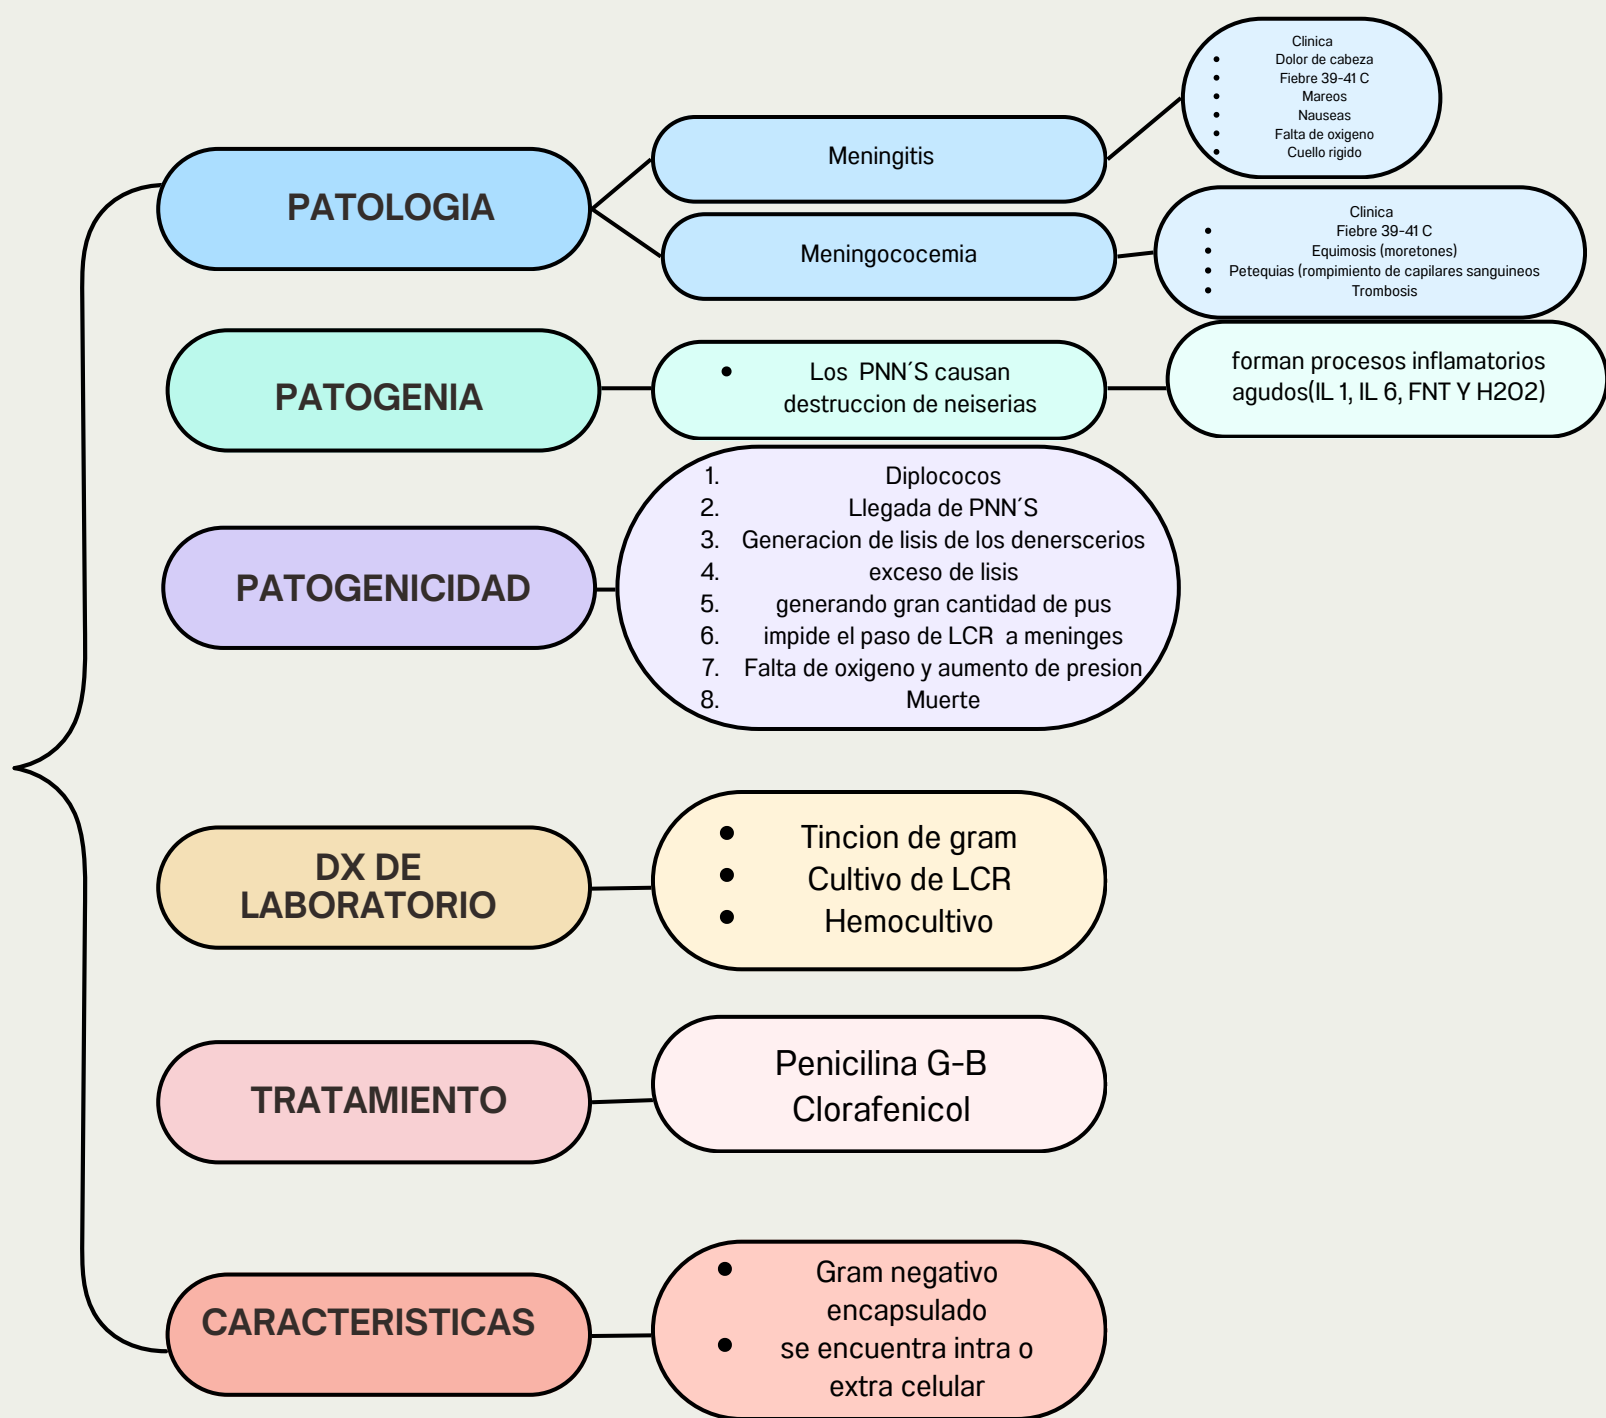 PATOLOGIA
Meningitis
Clinica
• Dolor de cabeza
• Fiebre 39-41 C
• Mareos
• Nauseas
• Falta de oxigeno
• Cuello rigido
Meningococemia
Clinica
• Fiebre 39-41 C
• Equimosis (moretones)
• Petequias (rompimiento de capilares sanguineos
• Trombosis
PATOGENIA
• Los PNN´S causan
destruccion de neiserias
forman procesos inflamatorios
agudos(IL 1, IL 6, FNT Y H2O2)
PATOGENICIDAD
1. Diplococos
2. Llegada de PNN´S
3. Generacion de lisis de los denerscerios
4. exceso de lisis
5. generando gran cantidad de pus
6. impide el paso de LCR a meninges
7. Falta de oxigeno y aumento de presion
8. Muerte
DX DE
LABORATORIO
• Tincion de gram
• Cultivo de LCR
• Hemocultivo
TRATAMIENTO
Penicilina G-B
Clorafenicol
CARACTERISTICAS
• Gram negativo
encapsulado
• se encuentra intra o
extra celular